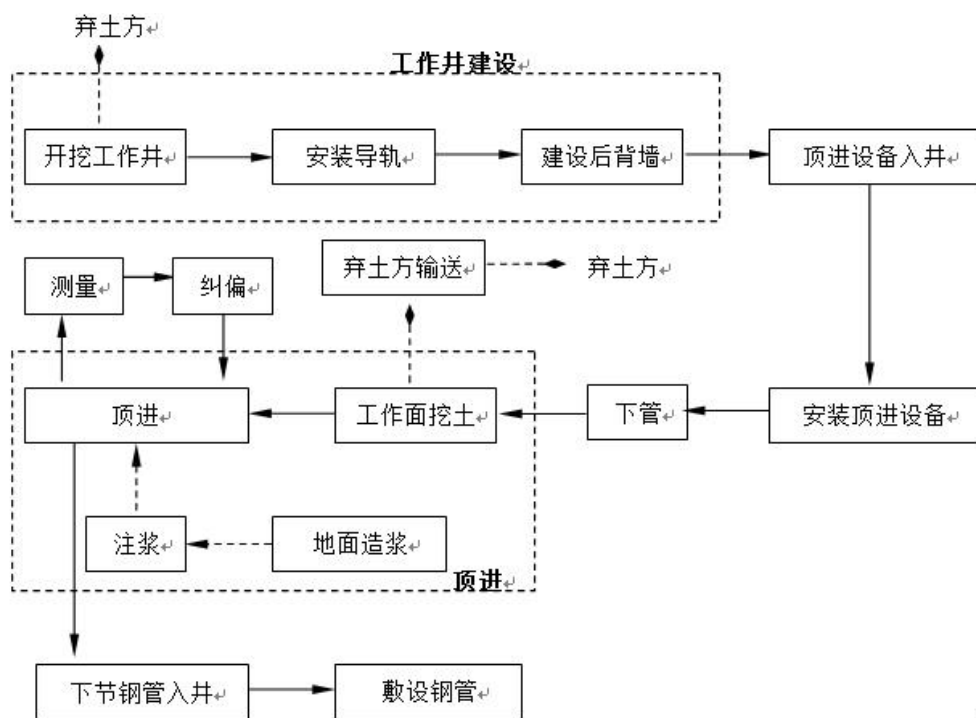 弃土方
工作井建设
开挖工作井
安装导轨
建设后背墙
顶进设备入井
测量
纠偏
弃土方输送
弃土方
顶进
工作面挖土
下管
安装顶进设备
注浆
地面造浆
顶进
下节钢管入井
敷设钢管